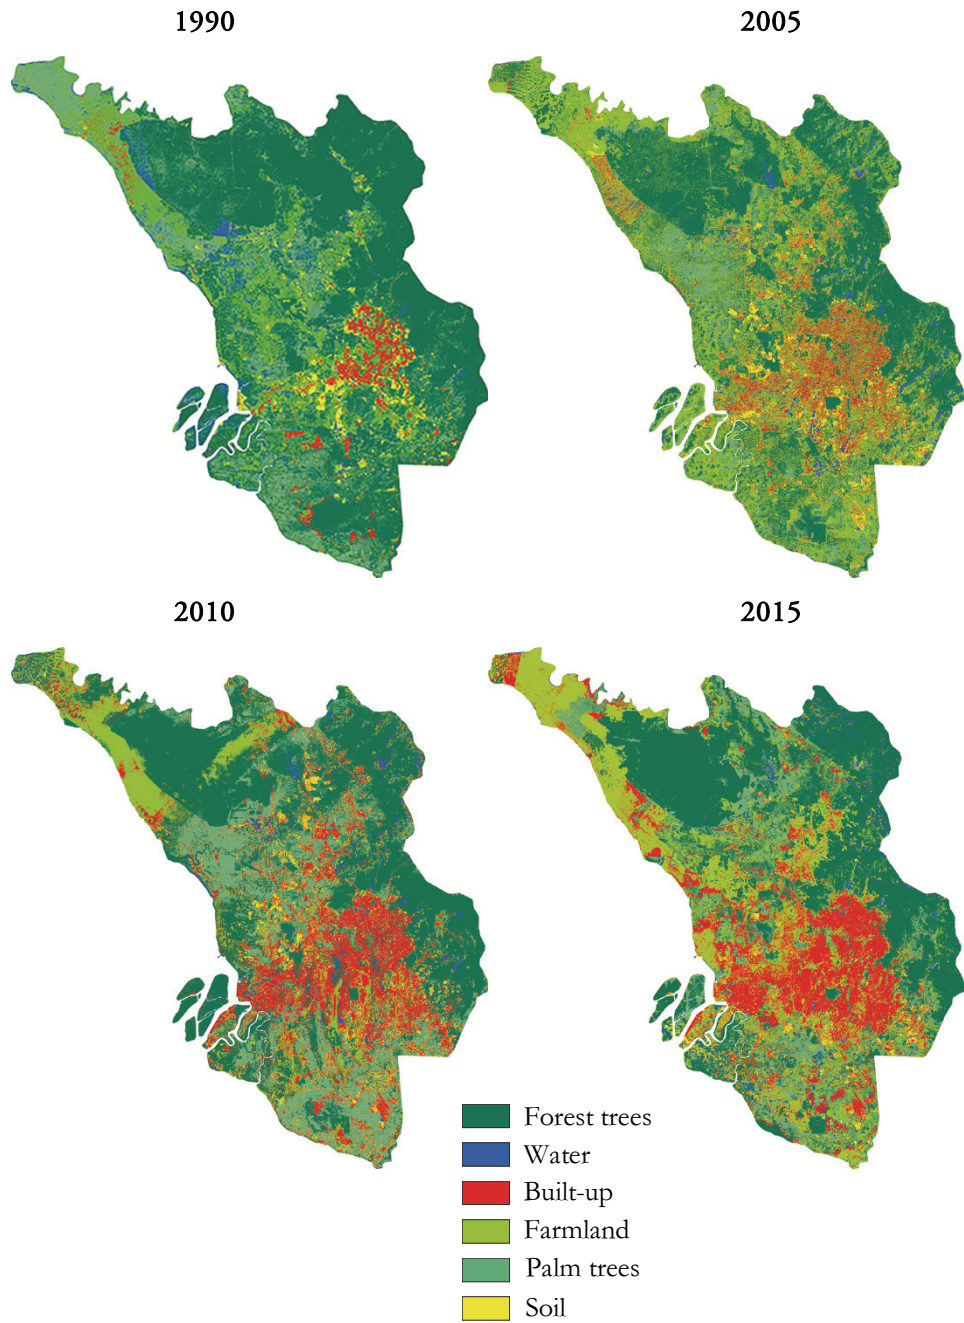 1990
2005
2010
2015
Forest trees
Water
Built-up
Farmland
Palm trees
Soil